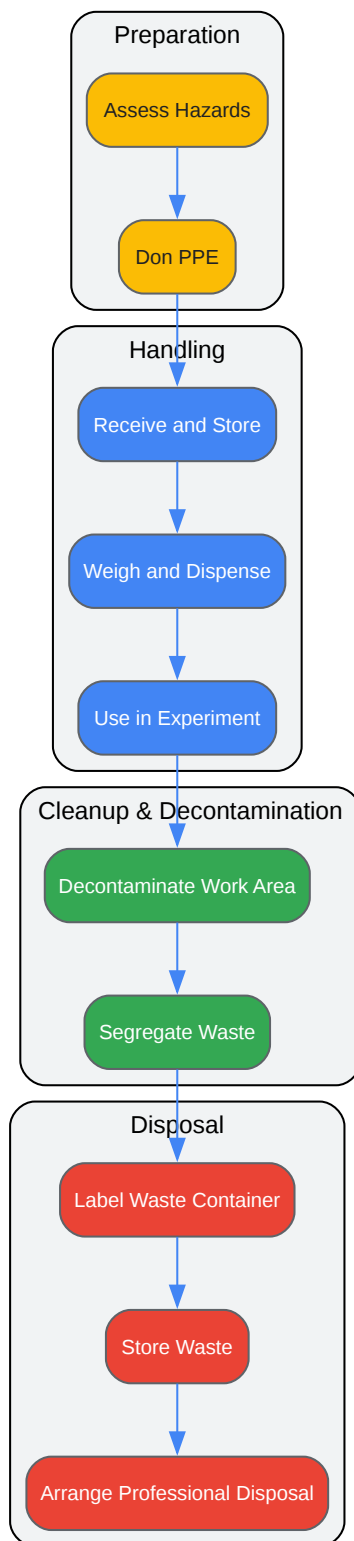 Preparation
Assess Hazards
Don PPE
Handling
Receive and Store
Weigh and Dispense
Use in Experiment
Cleanup & Decontamination
Decontaminate Work Area
Segregate Waste
Disposal
Label Waste Container
Store Waste
Arrange Professional Disposal